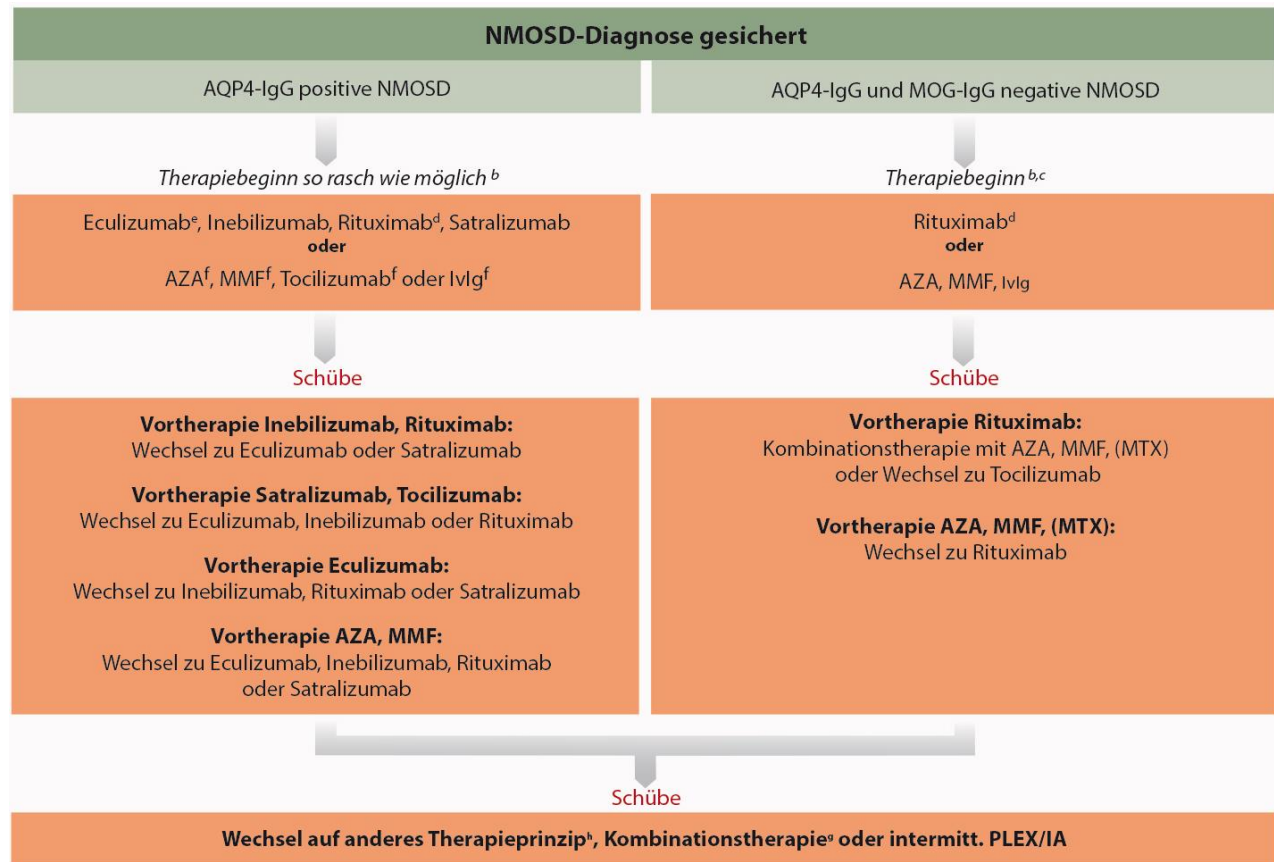 NMOSD-Diagnose gesichert
AQP4-IgG positive NMOSD
Therapiebeginn so rasch wie möglich b
Eculizumabe, Inebilizumab, Rituximabd, Satralizumab
oder
AZAf, MMFf, Tocilizumabf oder IvIgf
Schübe
Vortherapie Inebilizumab, Rituximab:
Wechsel zu Eculizumab oder Satralizumab
Vortherapie Satralizumab, Tocilizumab:
Wechsel zu Eculizumab, Inebilizumab oder Rituximab
Vortherapie Eculizumab:
Wechsel zu Inebilizumab, Rituximab oder Satralizumab
Vortherapie AZA, MMF:
Wechsel zu Eculizumab, Inebilizumab, Rituximab
oder Satralizumab
AQP4-IgG und MOG-IgG negative NMOSD
Therapiebeginn b,c
Rituximabd
oder
AZA, MMF, IvIg
Schübe
Vortherapie Rituximab:
Kombinationstherapie mit AZA, MMF, (MTX)
oder Wechsel zu Tocilizumab
Vortherapie AZA, MMF, (MTX):
Wechsel zu Rituximab
Schübe
Wechsel auf anderes Therapieprinziph, Kombinationstherapieg oder intermitt. PLEX/IA